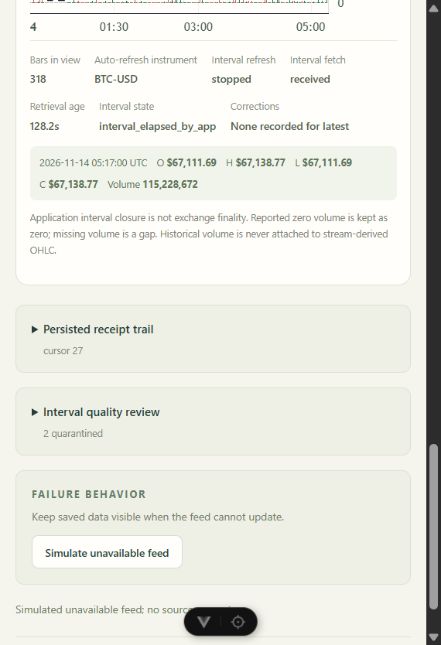 0
4 01:30 03:00 05:00
Bars in view Auto-refresh instrument Interval refresh Interval fetch
318 BTC-USD stopped received
Retrieval age Interval state Corrections
128.2s interval_elapsed_by_app None recorded for latest
2026-11-14 05:17:00 UTC O $67,111.69 H $67,138.77 L $67,111.69
C $67,138.77 Volume 115,228,672
Application interval closure is not exchange finality. Reported zero volume is kept as
zero; missing volume is a gap. Historical volume is never attached to stream-derived
OHLC.
Persisted receipt trail
cursor 27
Interval quality review
2 quarantined
FAILURE BEHAVIOR
Keep saved data visible when the feed cannot update.
Simulate unavailable feed
Simulated unavailable feed; no